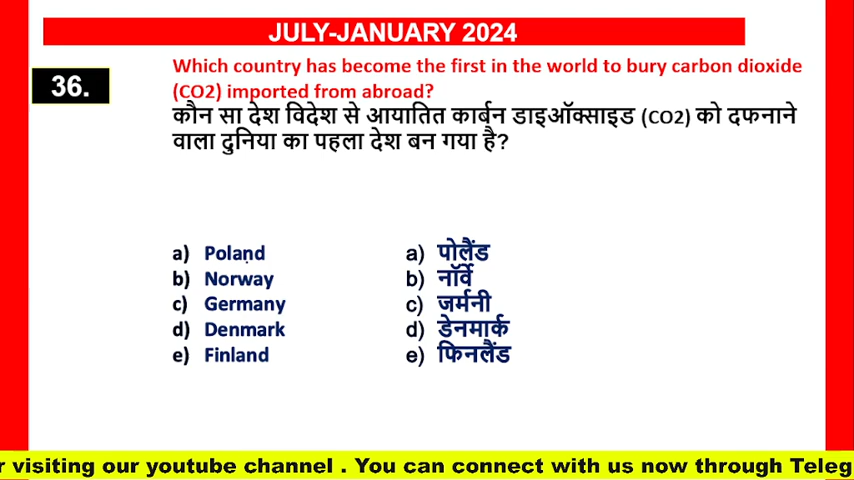 JULY-JANUARY 2024
36.
Which country has become the first in the world to bury carbon dioxide
(CO2) imported from abroad?
कौन सा देश विदेश से आयातित कार्बन डाइऑक्साइड (CO2) को दफनाने
वाला दुनिया का पहला देश बन गया है?
a) Poland a) पोलैंड
b) Norway b) नॉर्वे
c) Germany c) जर्मनी
d) Denmark d) डेनमार्क
e) Finland e) फिनलैंड
r visiting our youtube channel . You can connect with us now through Teleg